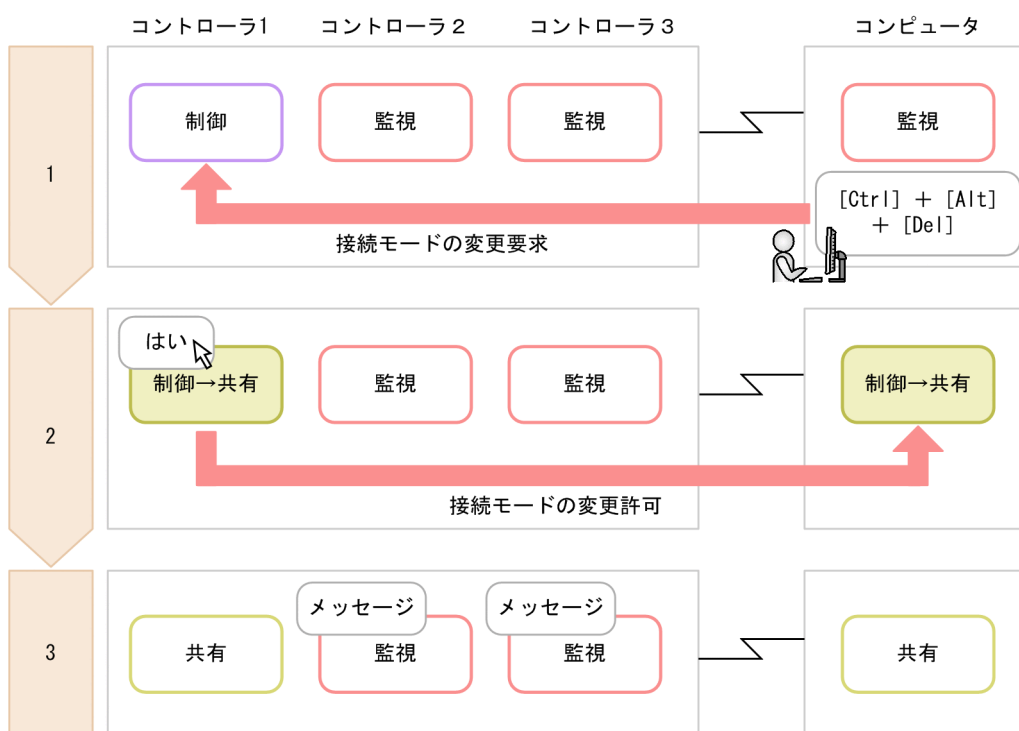 コントローラ1 コントローラ2 コントローラ3 コンピュータ
1
制御 監視 監視 監視
[Ctrl] + [Alt]
+ [Del]
接続モードの変更要求
2
はい
制御→共有 監視 監視 制御→共有
接続モードの変更許可
3
メッセージ メッセージ
共有 監視 監視 共有